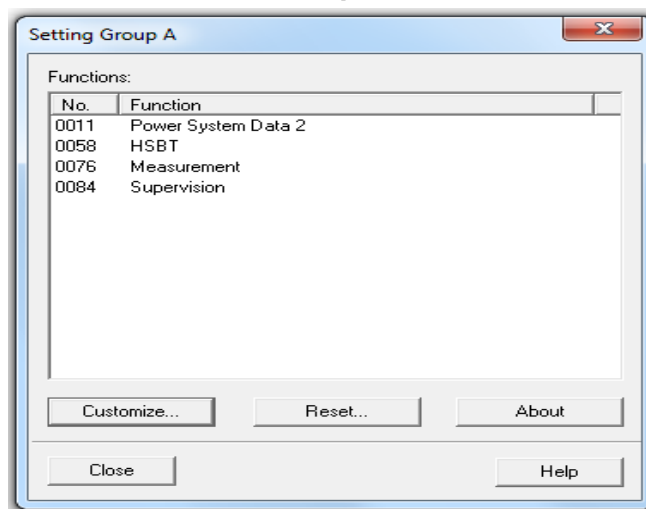 Setting Group A
Functions:
No. Function
0011 Power System Data 2
0058 HSBT
0076 Measurement
0084 Supervision
Customize... Reset... About
Close Help